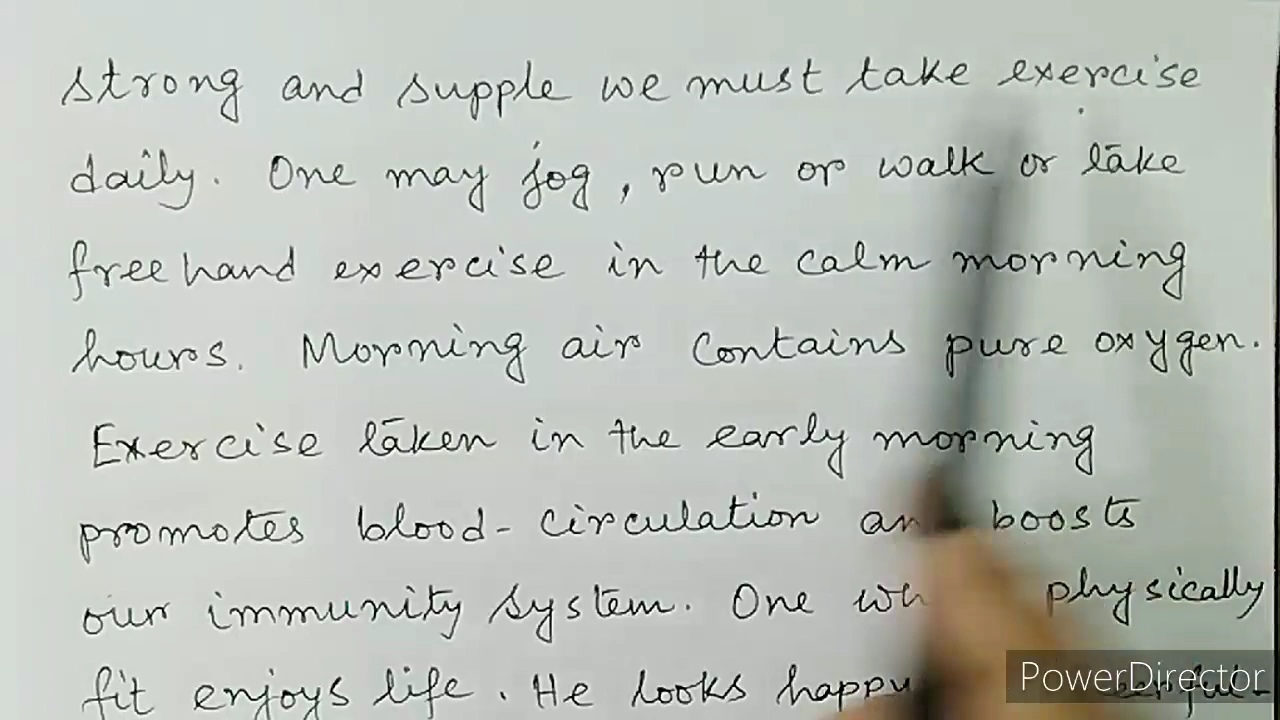 strong and supple we must take exercise
daily. One may jog, run or walk or take
freehand exercise in the calm morning
hours. Morning air contains pure oxygen.
Exercise taken in the early morning
promotes blood-circulation an boosts
our immunity system. One physically
fit enjoys life. He looks
PowerDirector